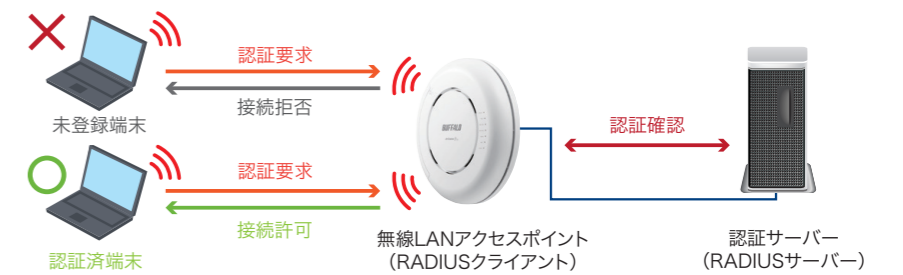 認証要求
接続拒否
未登録端末
認証要求
接続許可
認証済端末
BUFFALO
無線LANアクセスポイント
（RADIUSクライアント）
認証確認
認証サーバー
（RADIUSサーバー）